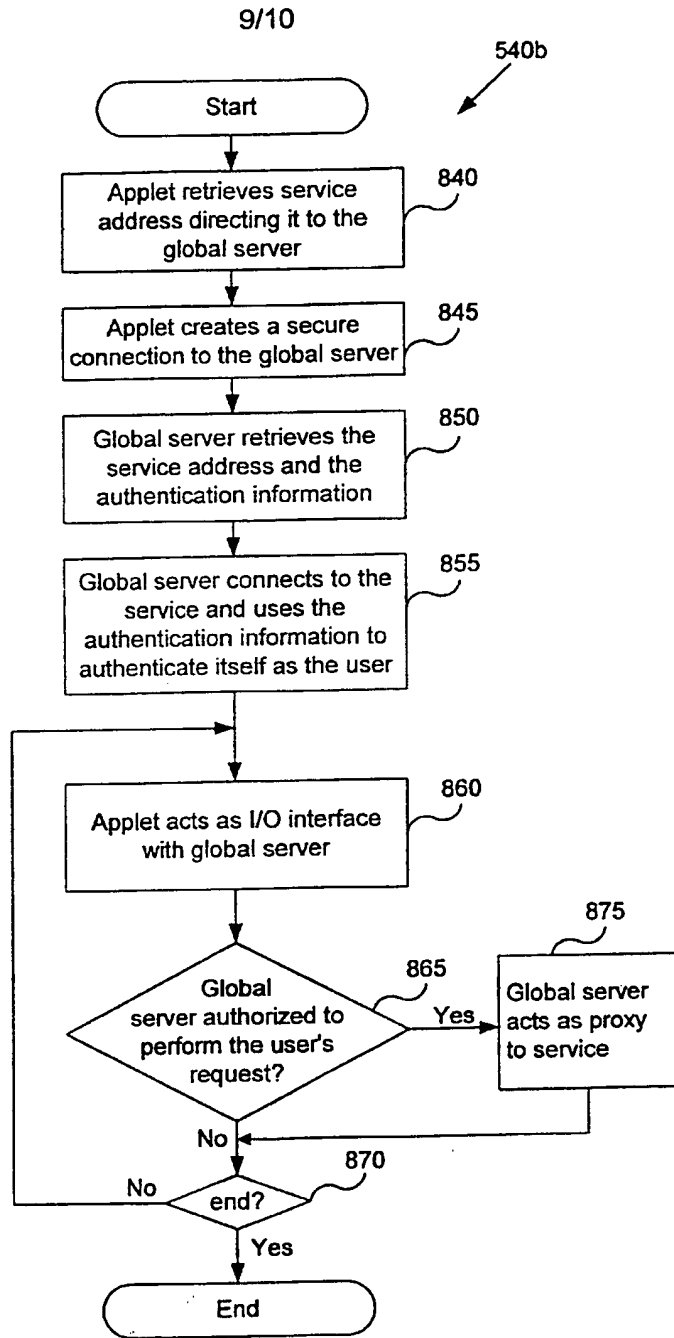 9/10
540b
Start
Applet retrieves service
address directing it to the
global server
840
Applet creates a secure
connection to the global server
845
Global server retrieves the
service address and the
authentication information
850
Global server connects to the
service and uses the
authentication information to
authenticate itself as the user
855
Applet acts as I/O interface
with global server
860
Global
server authorized to
perform the user's
request?
865
Yes
875
Global server
acts as proxy
to service
No
end?
870
No
Yes
End